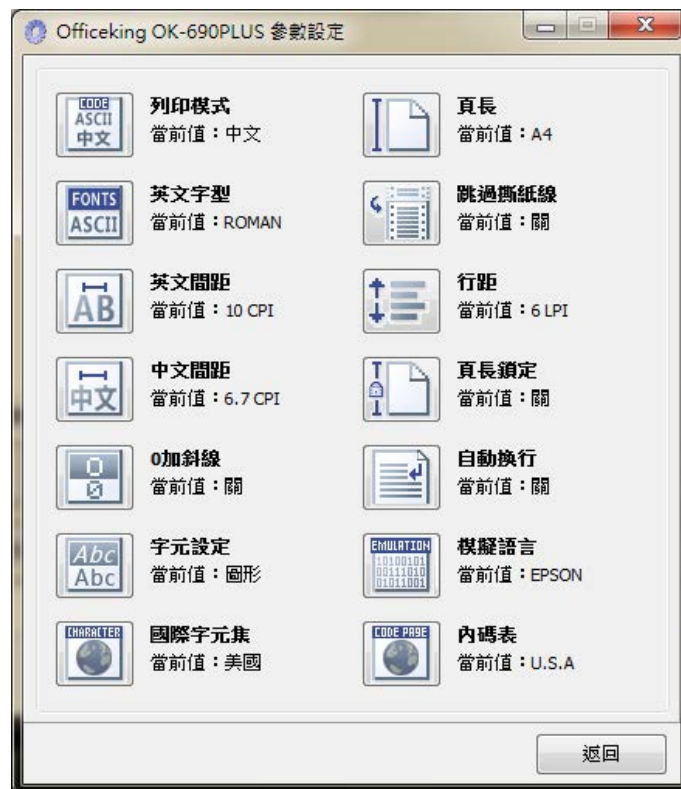 Officeking OK-690PLUS 參數設定
CODE
ASCII
中文
列印模式
當前值：中文
頁長
當前值：A4
FONTS
ASCII
英文字型
當前值：ROMAN
跳過撕紙線
當前值：關
AB
英文間距
當前值：10 CPI
行距
當前值：6 LPI
中文
中文間距
當前值：6.7 CPI
頁長鎖定
當前值：關
0
0
0加斜線
當前值：關
自動換行
當前值：關
Abc
Abc
字元設定
當前值：圖形
EMULATION
10100101
00111010
01011001
模擬語言
當前值：EPSON
CHARACTER
國際字元集
當前值：美國
CODE PAGE
內碼表
當前值：U.S.A
返回